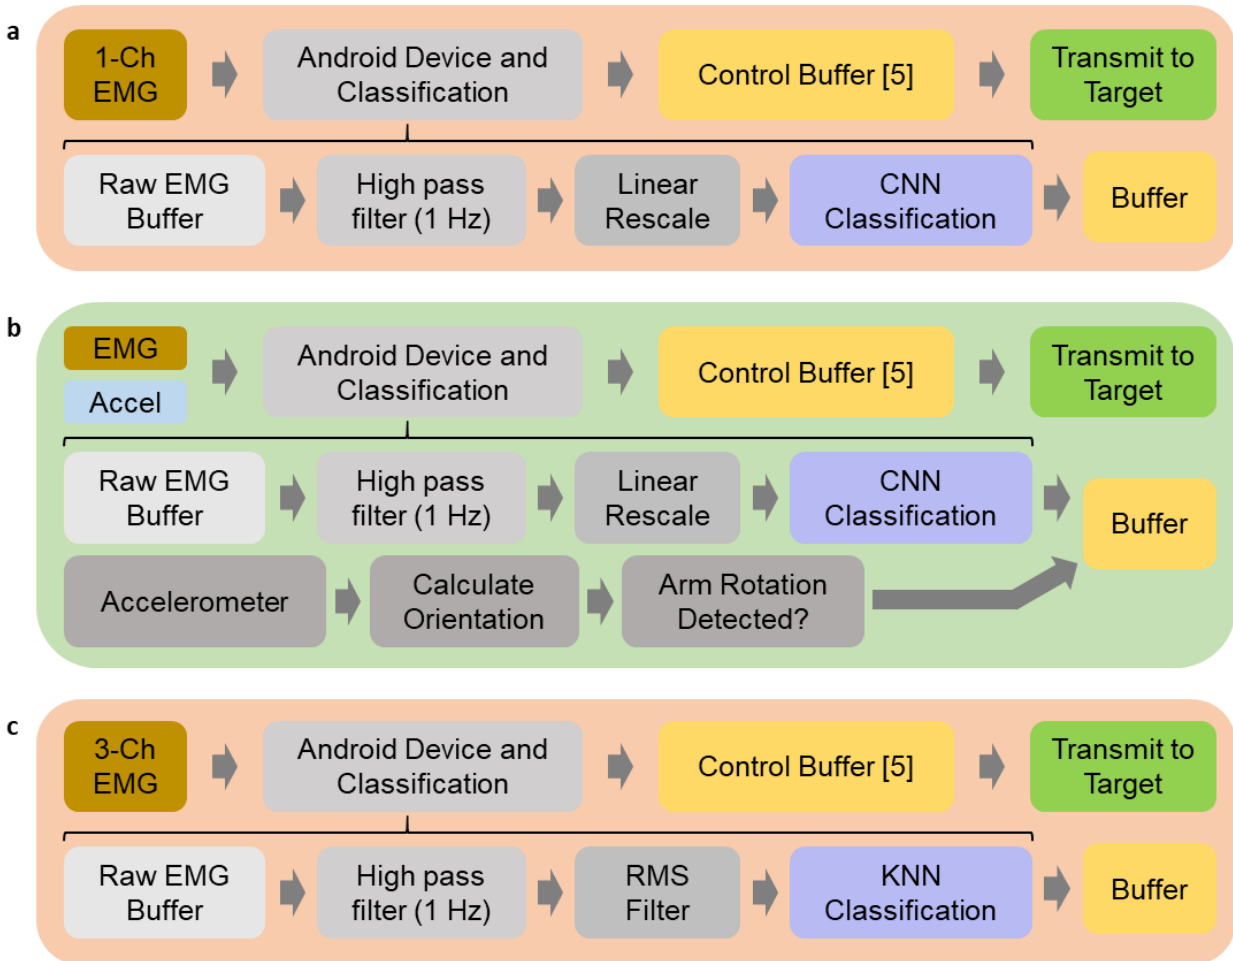 a
1-Ch
EMG
Android Device and
Classification
Control Buffer [5]
Transmit to
Target
Raw EMG
Buffer
High pass
filter (1 Hz)
Linear
Rescale
CNN
Classification
Buffer
b
EMG
Accel
Android Device and
Classification
Control Buffer [5]
Transmit to
Target
Raw EMG
Buffer
High pass
filter (1 Hz)
Linear
Rescale
CNN
Classification
Buffer
Accelerometer
Calculate
Orientation
Arm Rotation
Detected?
c
3-Ch
EMG
Android Device and
Classification
Control Buffer [5]
Transmit to
Target
Raw EMG
Buffer
High pass
filter (1 Hz)
RMS
Filter
KNN
Classification
Buffer